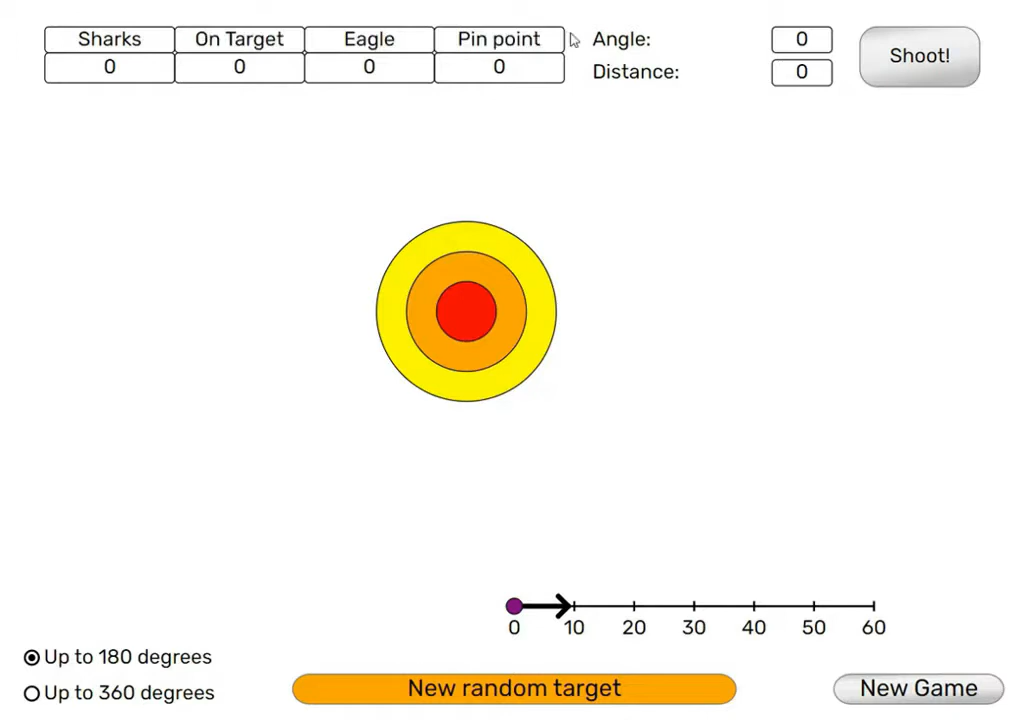 Sharks On Target Eagle Pin point Angle: 0
0 0 0 0 Distance: 0
Shoot!
0 10 20 30 40 50 60
Up to 180 degrees
Up to 360 degrees
New random target
New Game